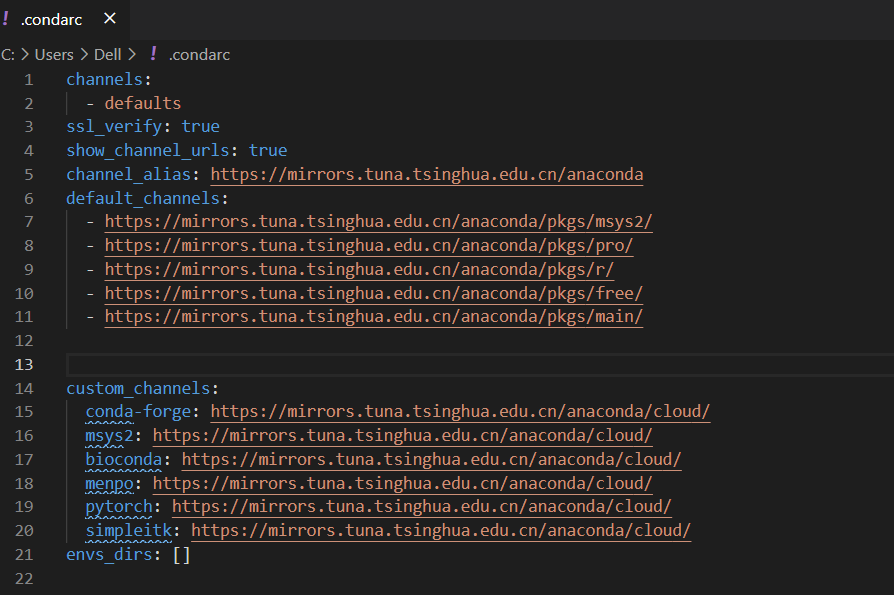 ! .condarc ×
C: > Users > Dell > ! .condarc
1 channels:
2 - defaults
3 ssl_verify: true
4 show_channel_urls: true
5 channel_alias: https://mirrors.tuna.tsinghua.edu.cn/anaconda
6 default_channels:
7 - https://mirrors.tuna.tsinghua.edu.cn/anaconda/pkgs/msys2/
8 - https://mirrors.tuna.tsinghua.edu.cn/anaconda/pkgs/pro/
9 - https://mirrors.tuna.tsinghua.edu.cn/anaconda/pkgs/r/
10 - https://mirrors.tuna.tsinghua.edu.cn/anaconda/pkgs/free/
11 - https://mirrors.tuna.tsinghua.edu.cn/anaconda/pkgs/main/
12
13
14 custom_channels:
15 conda-forge: https://mirrors.tuna.tsinghua.edu.cn/anaconda/cloud/
16 msys2: https://mirrors.tuna.tsinghua.edu.cn/anaconda/cloud/
17 bioconda: https://mirrors.tuna.tsinghua.edu.cn/anaconda/cloud/
18 menpo: https://mirrors.tuna.tsinghua.edu.cn/anaconda/cloud/
19 pytorch: https://mirrors.tuna.tsinghua.edu.cn/anaconda/cloud/
20 simpleitk: https://mirrors.tuna.tsinghua.edu.cn/anaconda/cloud/
21 envs_dirs: []
22